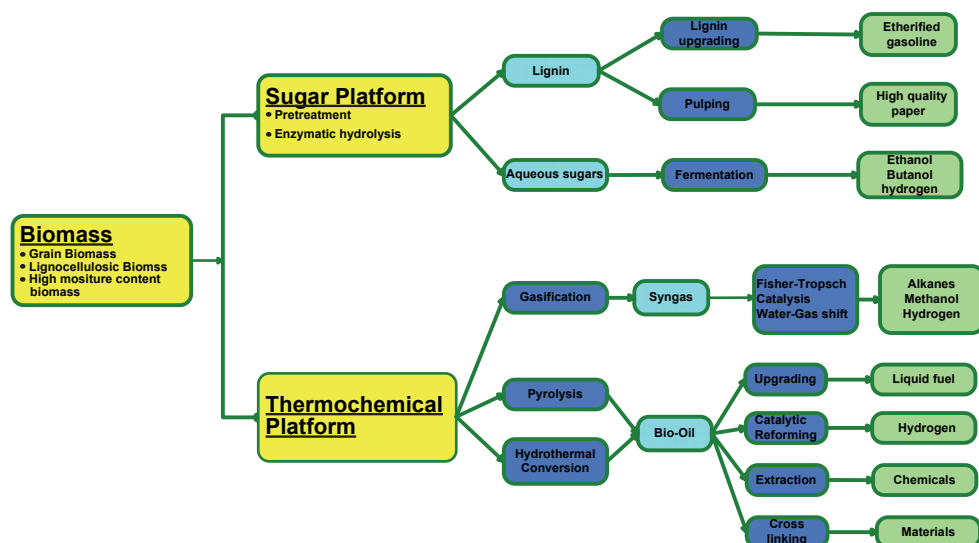 Biomass
• Grain Biomass
• Lignocellulosic Biomss
• High mositure content
biomass
Sugar Platform
• Pretreatment
• Enzymatic hydrolysis
Lignin
Lignin
upgrading
Etherified
gasoline
Pulping
High quality
paper
Aqueous sugars
Fermentation
Ethanol
Butanol
hydrogen
Thermochemical
Platform
Gasification
Syngas
Fisher-Tropsch
Catalysis
Water-Gas shift
Alkanes
Methanol
Hydrogen
Pyrolysis
Hydrothermal
Conversion
Bio-Oil
Upgrading
Liquid fuel
Catalytic
Reforming
Hydrogen
Extraction
Chemicals
Cross
linking
Materials